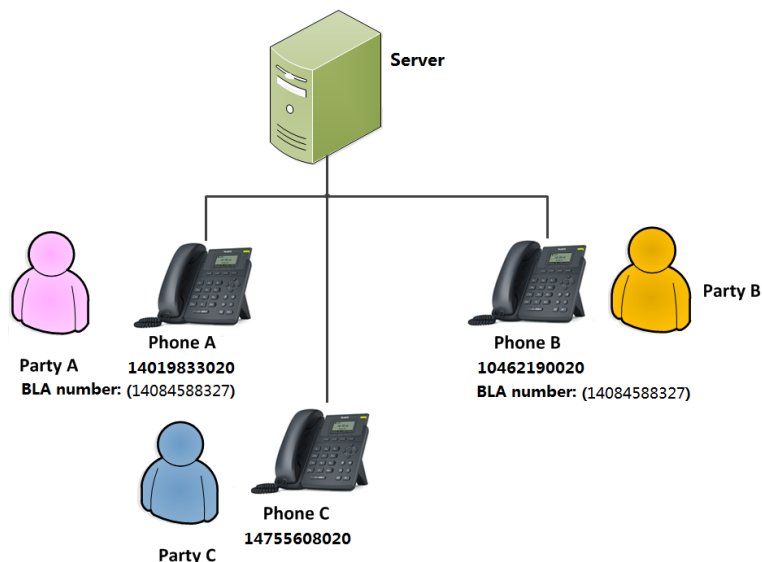 Server
Phone A
14019833020
Party A
BLA number: (14084588327)
Phone B
10462190020
BLA number: (14084588327)
Party B
Phone C
14755608020
Party C